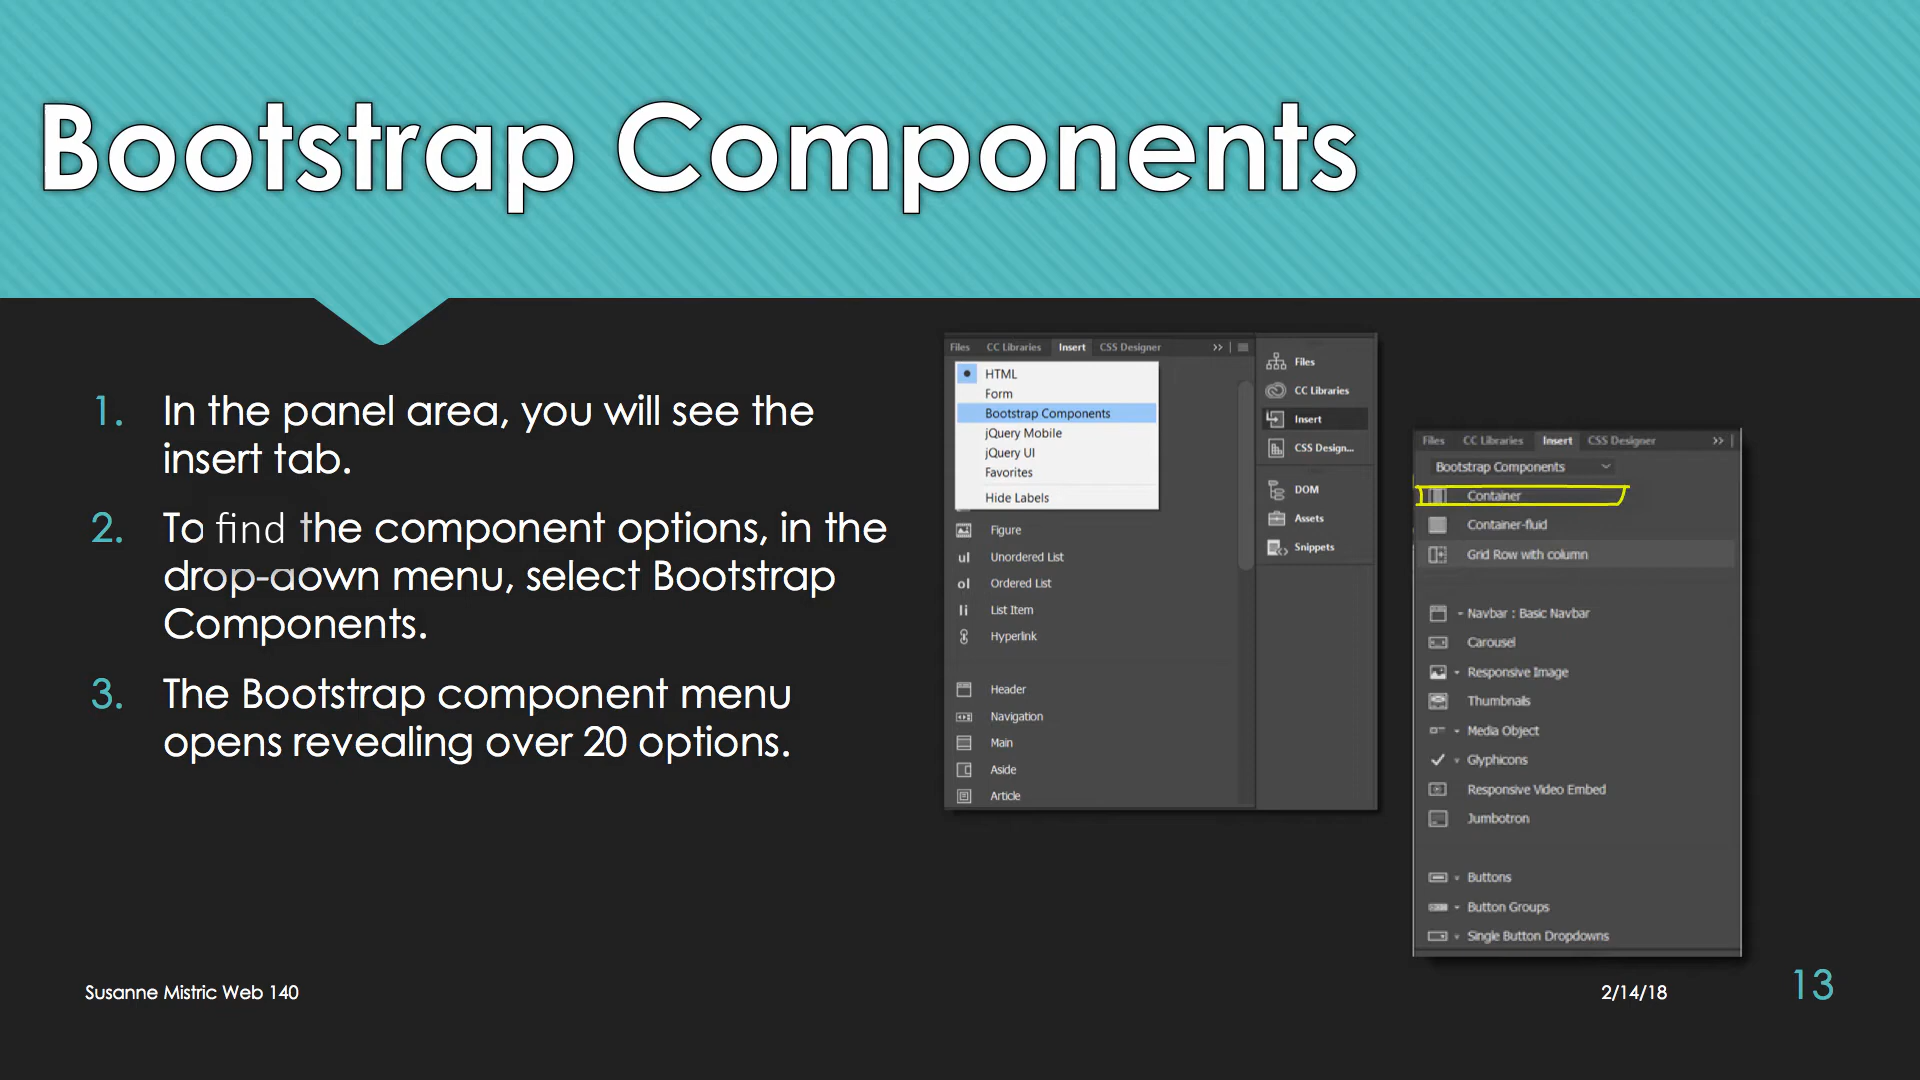 Bootstrap Components
1. In the panel area, you will see the
insert tab.
2. To find the component options, in the
drop-down menu, select Bootstrap
Components.
3. The Bootstrap component menu
opens revealing over 20 options.
Files CC Libraries Insert CSS Designer
HTML
Form
Bootstrap Components
jQuery Mobile
jQuery UI
Favorites
Hide Labels
Figure
ul Unordered List
ol Ordered List
li List Item
Hyperlink
Header
Navigation
Main
Aside
Article
Files
CC Libraries
Insert
CSS Design...
DOM
Assets
Snippets
Files CC Libraries Insert CSS Designer
Bootstrap Components
Container
Container-fluid
Grid Row with column
Navbar : Basic Navbar
Carousel
Responsive Image
Thumbnails
Media Object
Glyphicons
Responsive Video Embed
Jumbotron
Buttons
Button Groups
Single Button Dropdowns
Susanne Mistric Web 140
2/14/18
13